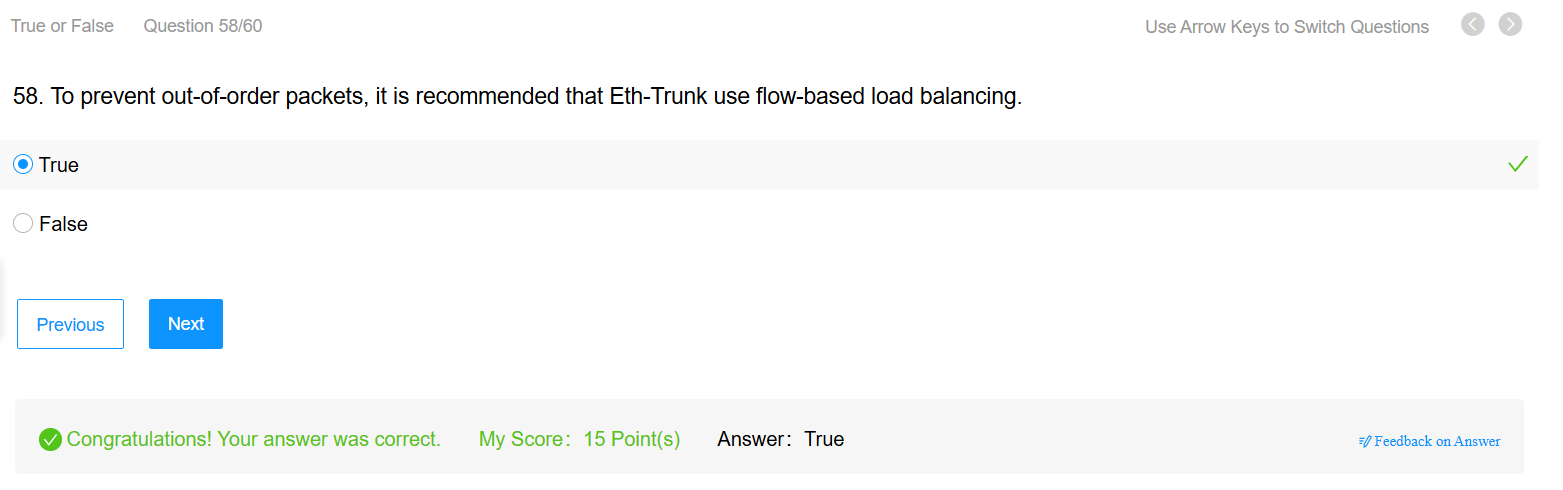 True or False Question 58/60 Use Arrow Keys to Switch Questions
58. To prevent out-of-order packets, it is recommended that Eth-Trunk use flow-based load balancing.
True
False
Previous Next
Congratulations! Your answer was correct. My Score： 15 Point(s) Answer： True Feedback on Answer